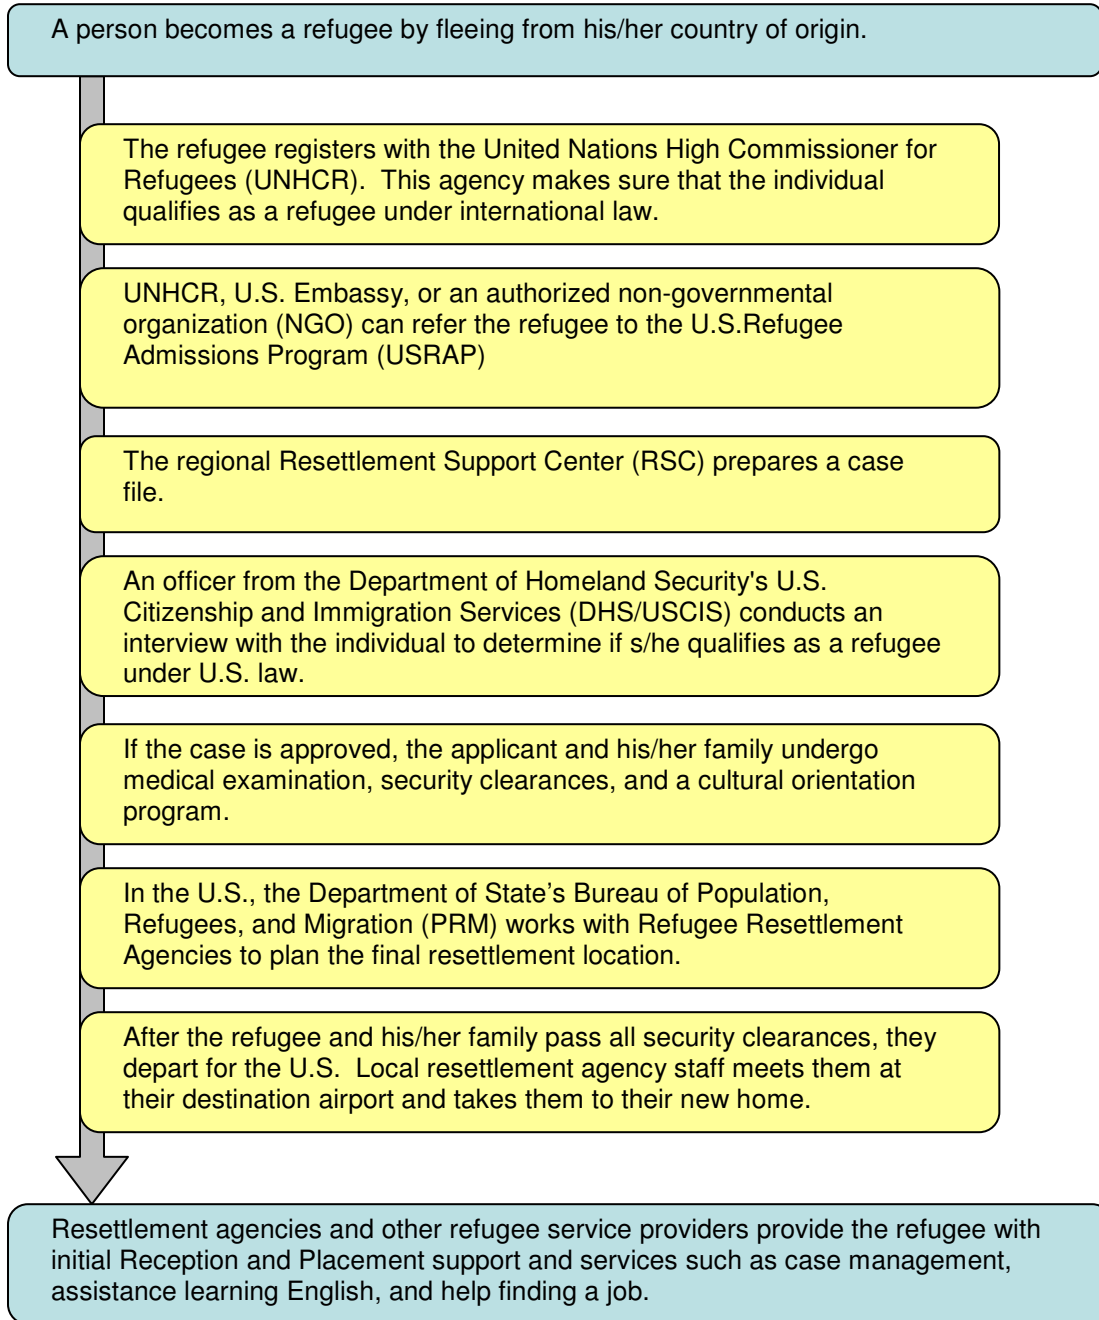 A person becomes a refugee by fleeing from his/her country of origin.
The refugee registers with the United Nations High Commissioner for
Refugees (UNHCR).  This agency makes sure that the individual
qualifies as a refugee under international law.
UNHCR, U.S. Embassy, or an authorized non-governmental
organization (NGO) can refer the refugee to the U.S.Refugee
Admissions Program (USRAP)
The regional Resettlement Support Center (RSC) prepares a case
file.
An officer from the Department of Homeland Security's U.S.
Citizenship and Immigration Services (DHS/USCIS) conducts an
interview with the individual to determine if s/he qualifies as a refugee
under U.S. law.
If the case is approved, the applicant and his/her family undergo
medical examination, security clearances, and a cultural orientation
program.
In the U.S., the Department of State’s Bureau of Population,
Refugees, and Migration (PRM) works with Refugee Resettlement
Agencies to plan the final resettlement location.
After the refugee and his/her family pass all security clearances, they
depart for the U.S.  Local resettlement agency staff meets them at
their destination airport and takes them to their new home.
Resettlement agencies and other refugee service providers provide the refugee with
initial Reception and Placement support and services such as case management,
assistance learning English, and help finding a job.